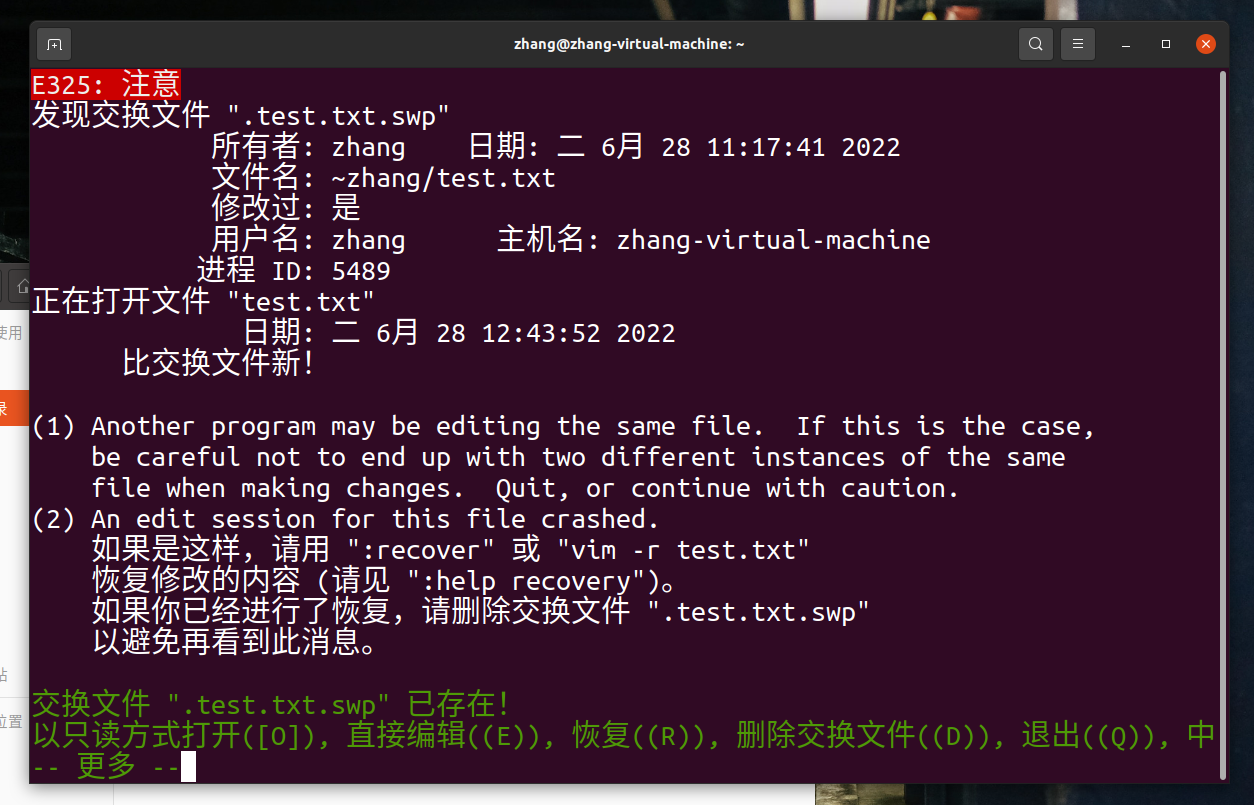 zhang@zhang-virtual-machine: ~
E325: 注意
发现交换文件 ".test.txt.swp"
所有者: zhang    日期: 二 6月 28 11:17:41 2022
文件名: ~zhang/test.txt
修改过: 是
用户名: zhang      主机名: zhang-virtual-machine
进程 ID: 5489
正在打开文件 "test.txt"
日期: 二 6月 28 12:43:52 2022
比交换文件新!
(1) Another program may be editing the same file.  If this is the case,
be careful not to end up with two different instances of the same
file when making changes.  Quit, or continue with caution.
(2) An edit session for this file crashed.
如果是这样，请用 ":recover" 或 "vim -r test.txt"
恢复修改的内容 (请见 ":help recovery")。
如果你已经进行了恢复，请删除交换文件 ".test.txt.swp"
以避免再看到此消息。
交换文件 ".test.txt.swp" 已存在!
以只读方式打开([O]), 直接编辑((E)), 恢复((R)), 删除交换文件((D)), 退出((Q)), 中
-- 更多 --
使用
录
站
位置